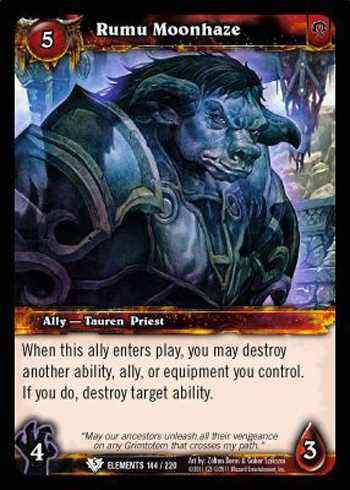 5
Rumu Moonhaze
Ally — Tauren Priest
When this ally enters play, you may destroy
another ability, ally, or equipment you control.
If you do, destroy target ability.
"May our ancestors unleash all their vengeance
on any Grimtotem that crosses my path."
4
3
ELEMENTS 144 / 220
Art by: Zoltan Boros & Gabor Szikszai